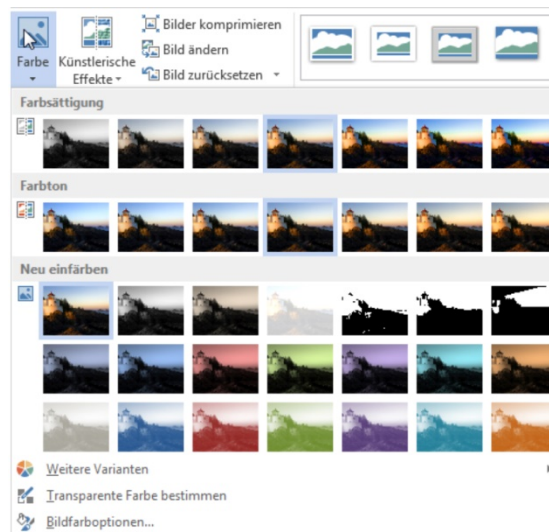 Farbe
Künstlerische
Effekte
Bilder komprimieren
Bild ändern
Bild zurücksetzen
Farbsättigung
Farbton
Neu einfärben
Weitere Varianten
Transparente Farbe bestimmen
Bildfarboptionen...